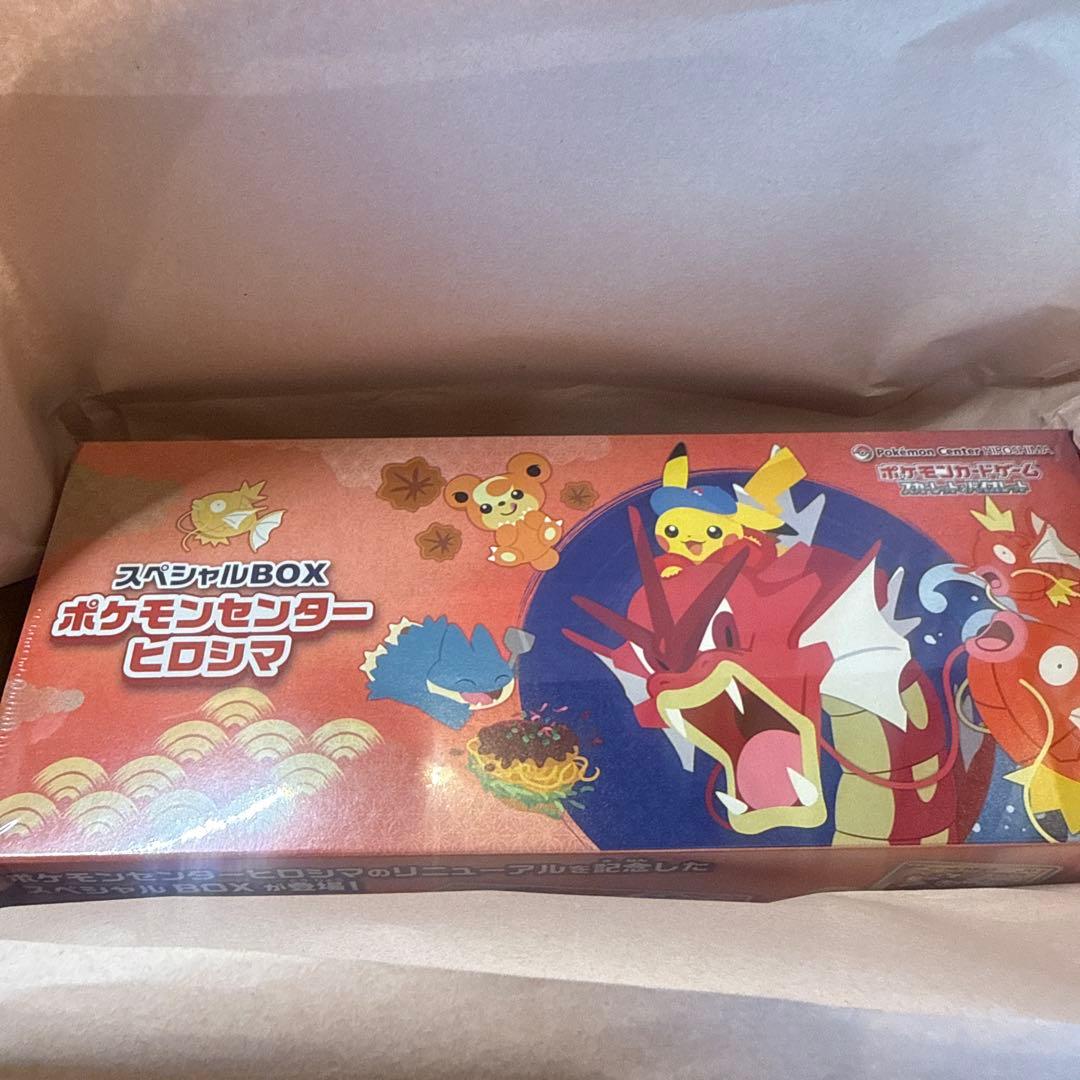 スペシャルBOX
ポケモンセンター
ヒロシマ
Pokémon Center HIROSHIMA
ポケモンカードゲーム
スカーレット&バイオレット
ポケモンセンターヒロシマのリニューアルを記念した
スペシャルBOXが登場!